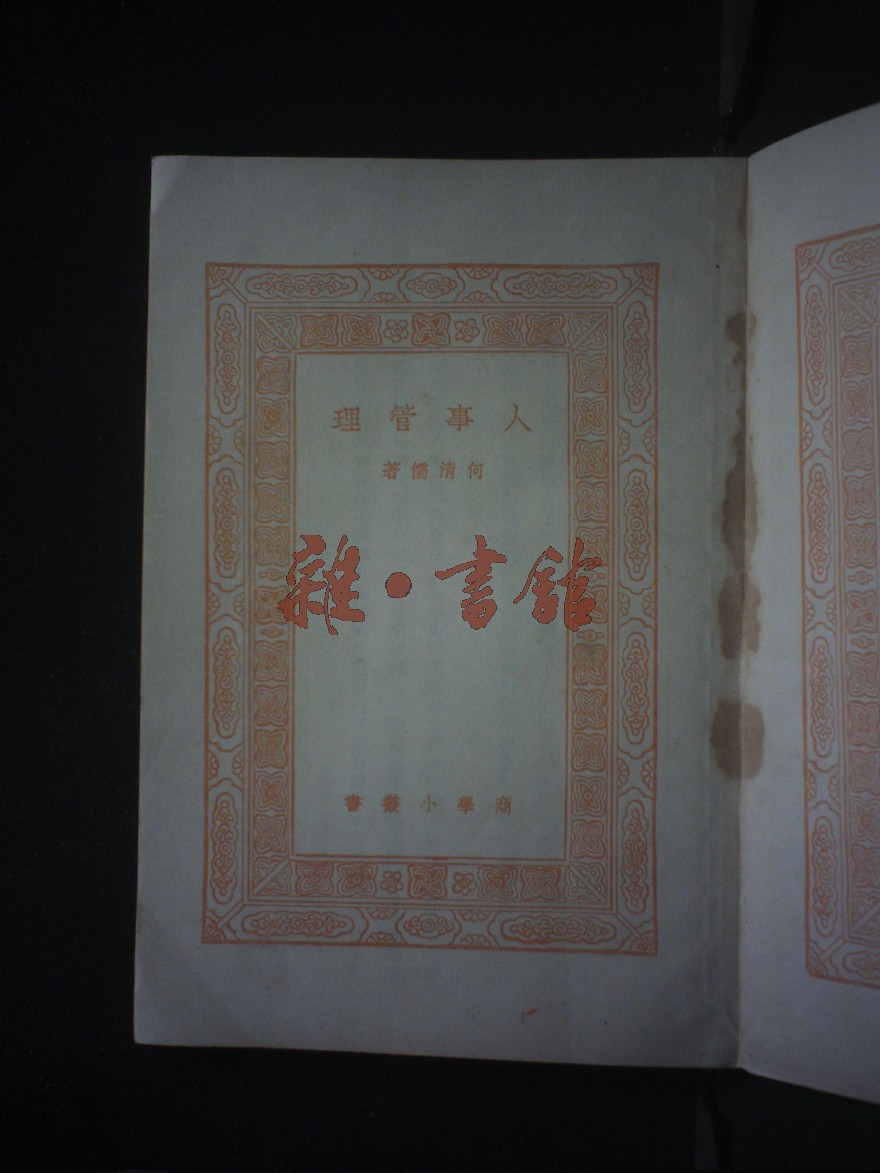 人事管理
何清儒著
雜·書館
商學小叢書